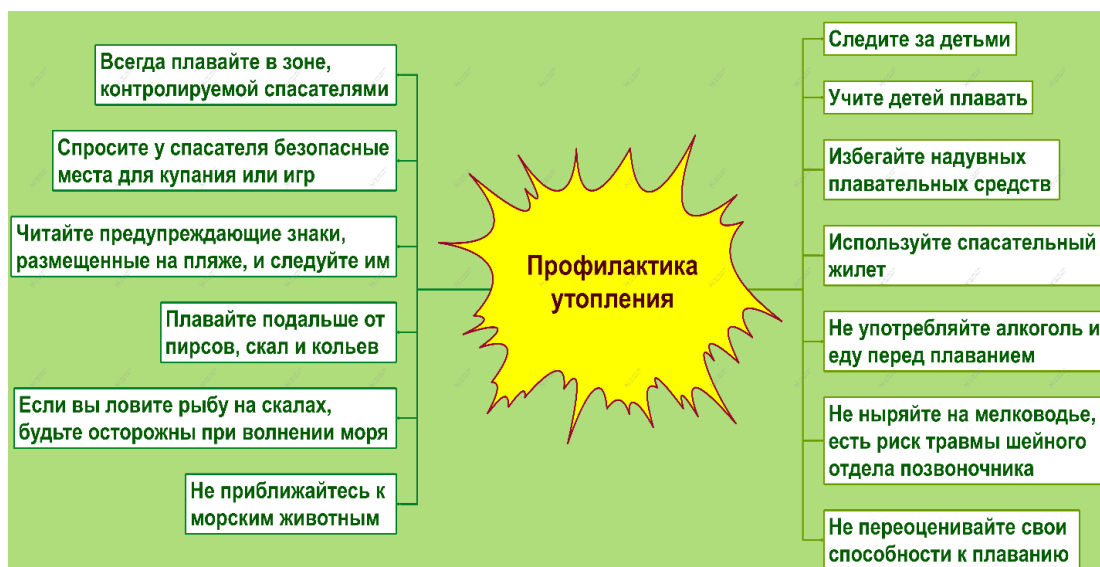 Всегда плавайте в зоне,
контролируемой спасателями
Спросите у спасателя безопасные
места для купания или игр
Читайте предупреждающие знаки,
размещенные на пляже, и следуйте им
Плавайте подальше от
пирсов, скал и кольев
Если вы ловите рыбу на скалах,
будьте осторожны при волнении моря
Не приближайтесь к
морским животным
Профилактика
утопления
Следите за детьми
Учите детей плавать
Избегайте надувных
плавательных средств
Используйте спасательный
жилет
Не употребляйте алкоголь и
еду перед плаванием
Не ныряйте на мелководье,
есть риск травмы шейного
отдела позвоночника
Не переоценивайте свои
способности к плаванию